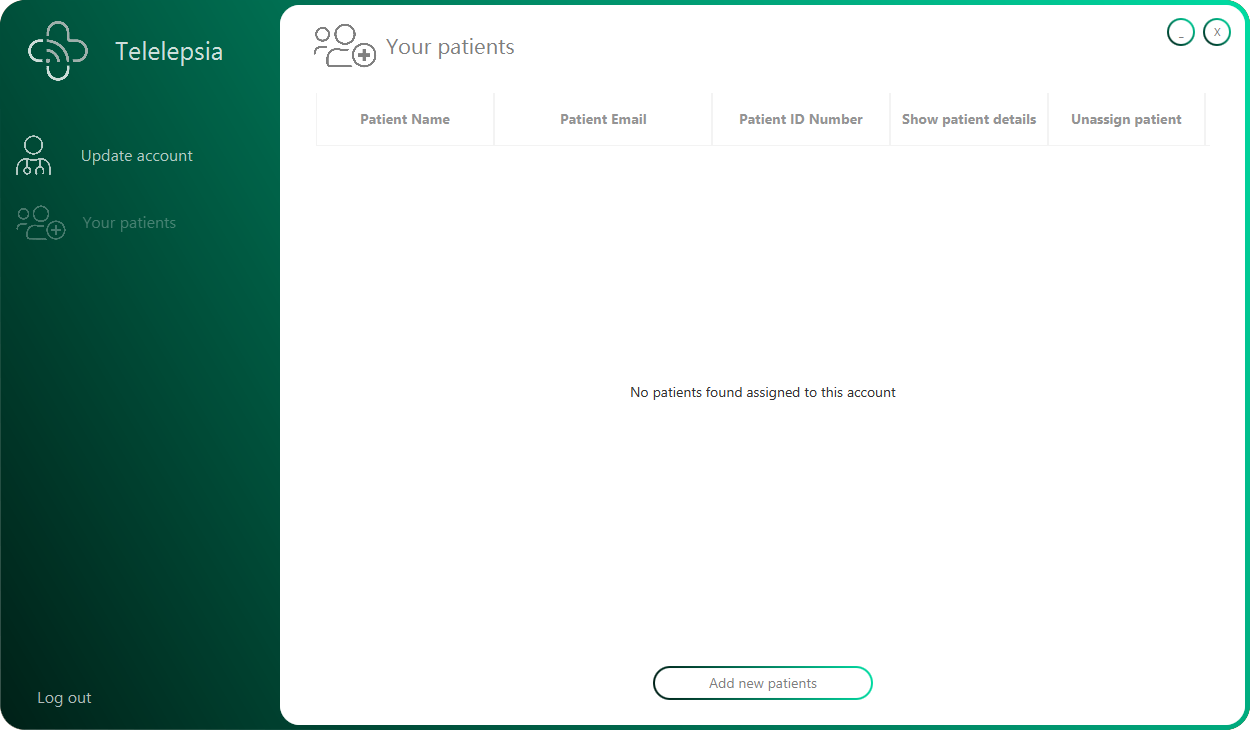 Telelepsia
Your patients
_ X
Update account
Your patients
Patient Name Patient Email Patient ID Number Show patient details Unassign patient
No patients found assigned to this account
Add new patients
Log out